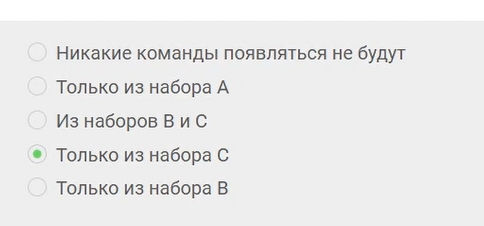 Никакие команды появляться не будут
Только из набора А
Из наборов В и С
Только из набора С
Только из набора В